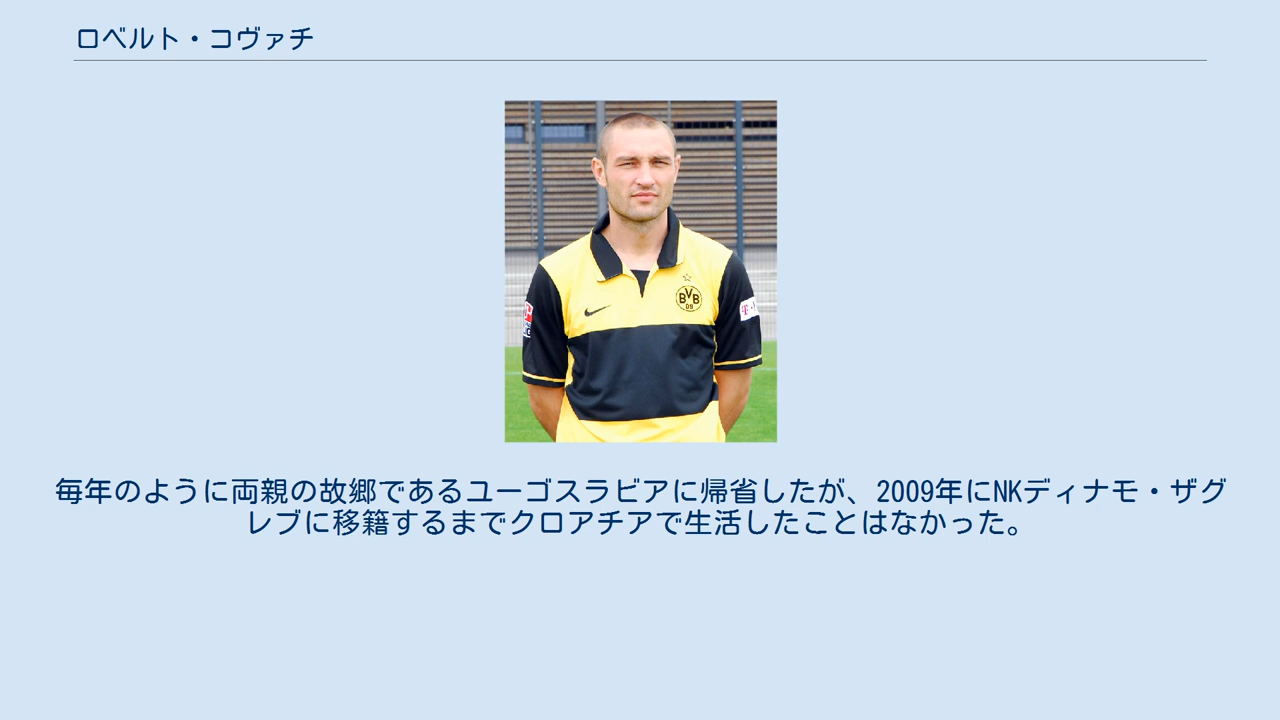 ロベルト・コヴァチ
BVB
09
毎年のように両親の故郷であるユーゴスラビアに帰省したが、2009年にNKディナモ・ザグ
レブに移籍するまでクロアチアで生活したことはなかった。